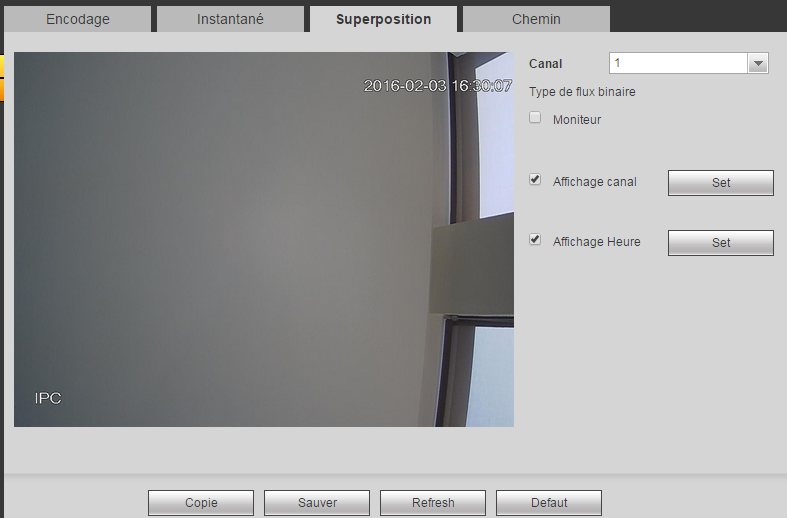 Encodage
Instantané
Superposition
Chemin
2016-02-03 16:30:07
IPC
Canal
1
Type de flux binaire
Moniteur
Affichage canal
Set
Affichage Heure
Set
Copie
Sauver
Refresh
Defaut